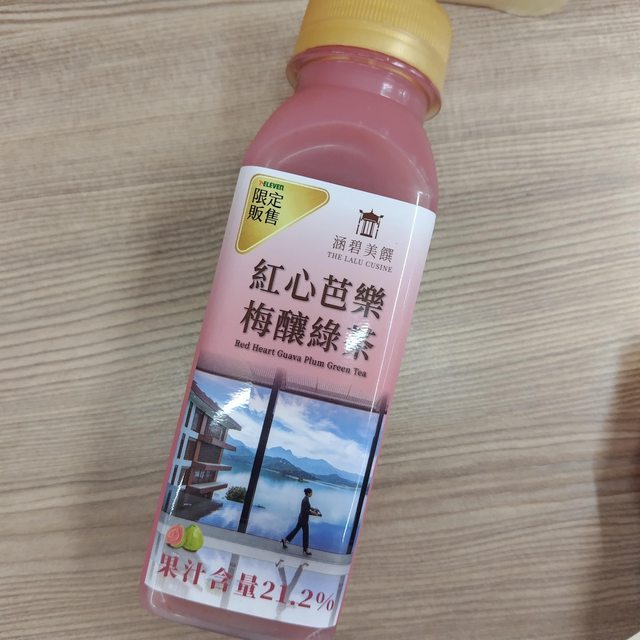 7-ELEVEN
限定
販售
涵碧美饌
THE LALU CUSINE
紅心芭樂
梅釀綠茶
Red Heart Guava Plum Green Tea
果汁含量21.2%